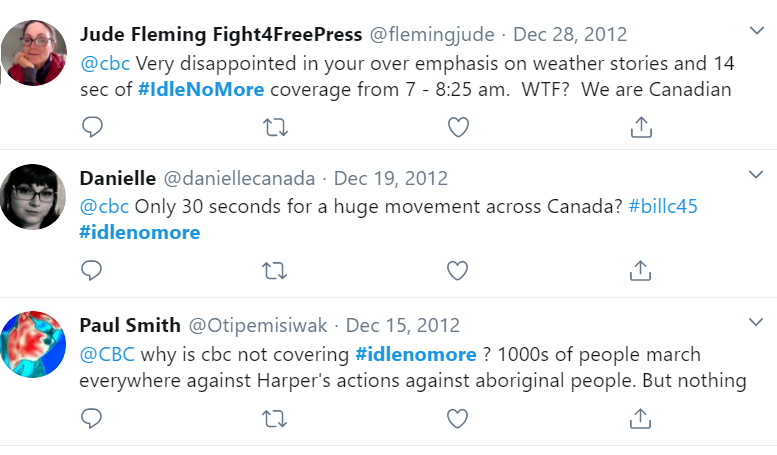 Jude Fleming Fight4FreePress @flemingjude · Dec 28, 2012
@cbc Very disappointed in your over emphasis on weather stories and 14
sec of #IdleNoMore coverage from 7 - 8:25 am.  WTF?  We are Canadian
Danielle @daniellecanada · Dec 19, 2012
@cbc Only 30 seconds for a huge movement across Canada? #billc45
#idlenomore
Paul Smith @Otipemisiwak · Dec 15, 2012
@CBC why is cbc not covering #idlenomore ? 1000s of people march
everywhere against Harper's actions against aboriginal people. But nothing